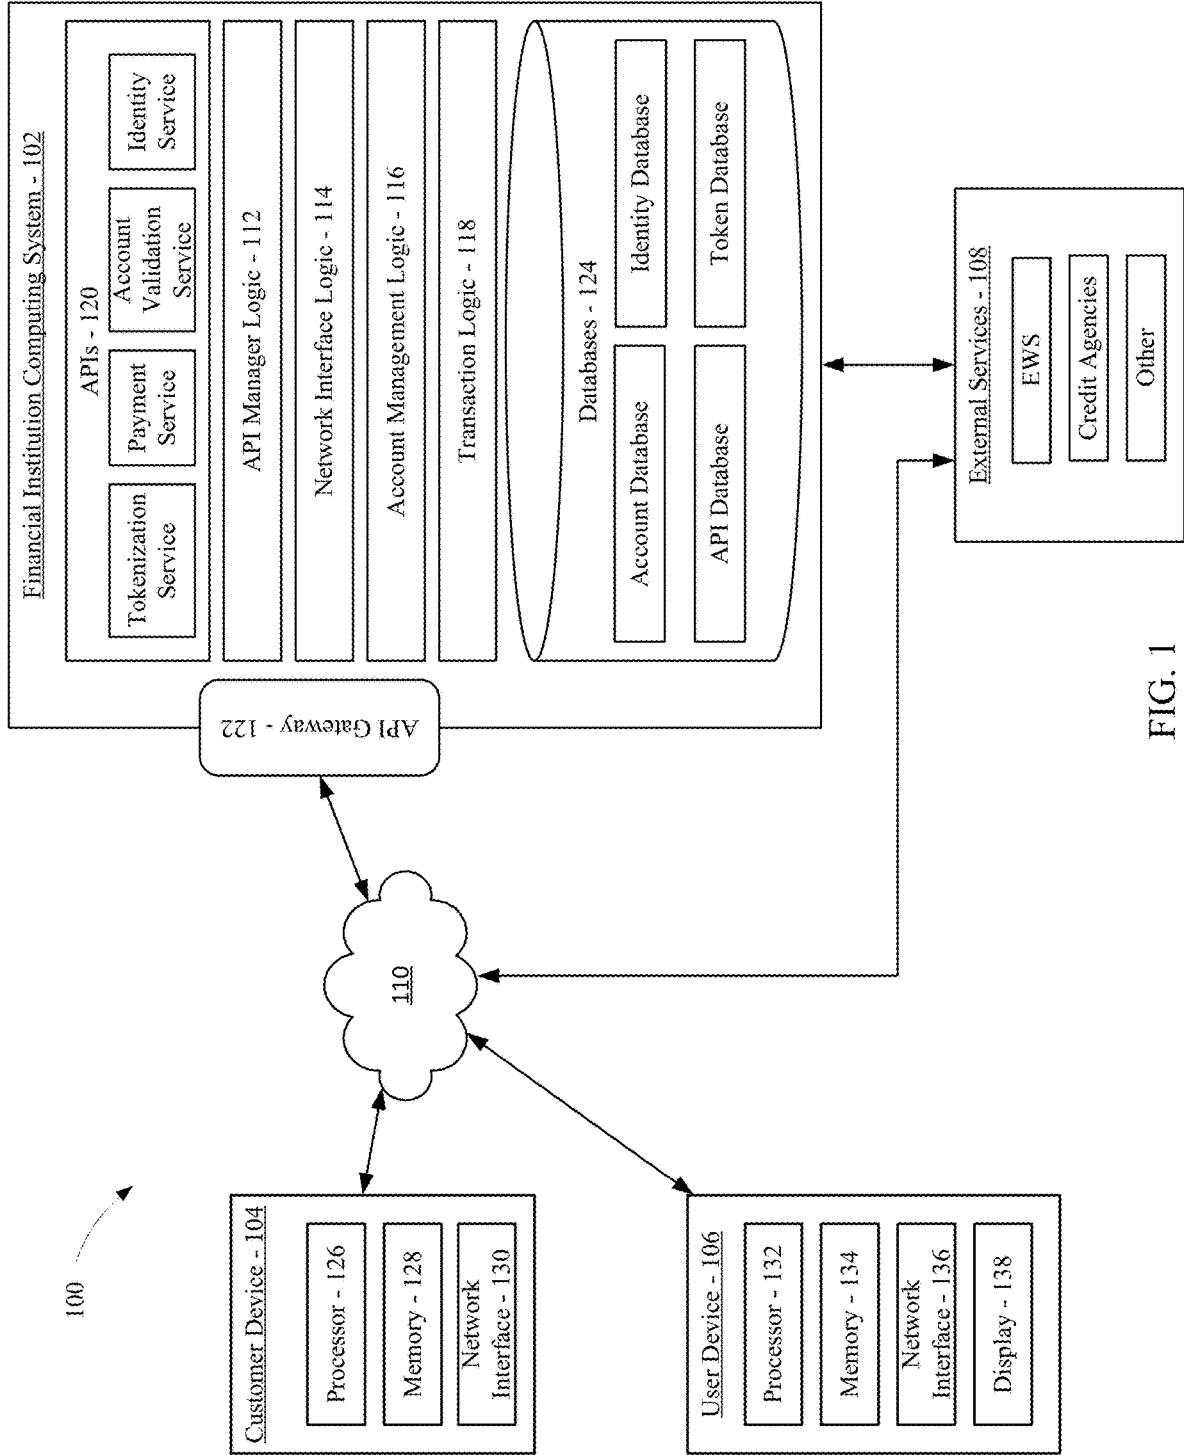 100
Customer Device - 104
Processor - 126
Memory - 128
Network
Interface - 130
User Device - 106
Processor - 132
Memory - 134
Network
Interface - 136
Display - 138
110
API Gateway - 122
Financial Institution Computing System - 102
APIs - 120
Tokenization
Service
Payment
Service
Account
Validation
Service
Identity
Service
API Manager Logic - 112
Network Interface Logic - 114
Account Management Logic - 116
Transaction Logic - 118
Databases - 124
Account Database
Identity Database
API Database
Token Database
External Services - 108
EWS
Credit Agencies
Other
FIG. 1